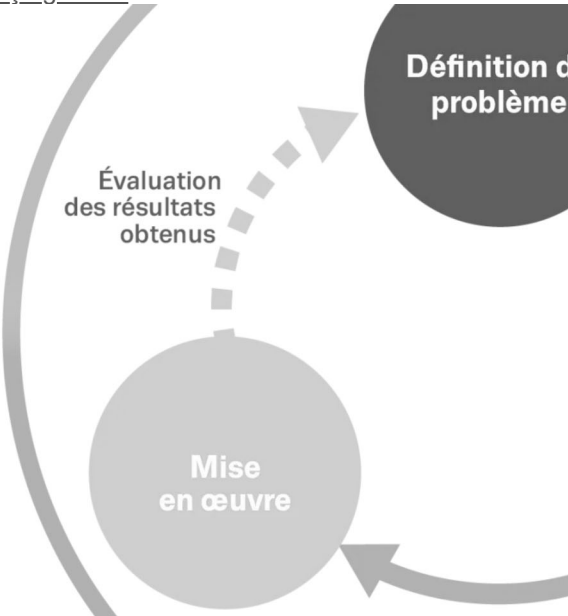 Définition d
problème
Évaluation
des résultats
obtenus
Mise
en œuvre